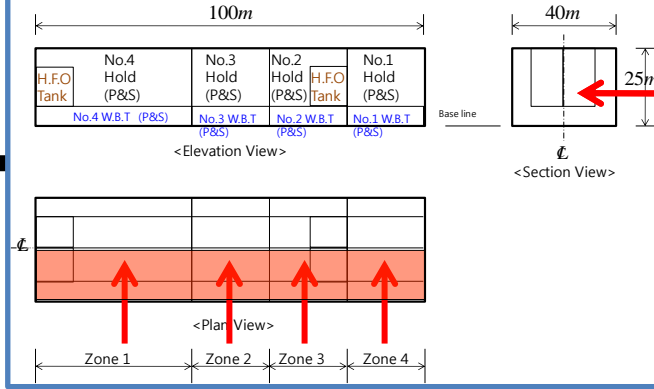 100m
40m
No.4
Hold
(P&S)
No.3
Hold
(P&S)
No.2
Hold
(P&S)
No.1
Hold
(P&S)
H.F.O
Tank
H.F.O
Tank
25m
No.4 W.B.T (P&S)
No.3 W.B.T
(P&S)
No.2 W.B.T
(P&S)
No.1 W.B.T
(P&S)
Base line
<Elevation View>
℄
<Section View>
℄
<Plan View>
Zone 1
Zone 2
Zone 3
Zone 4